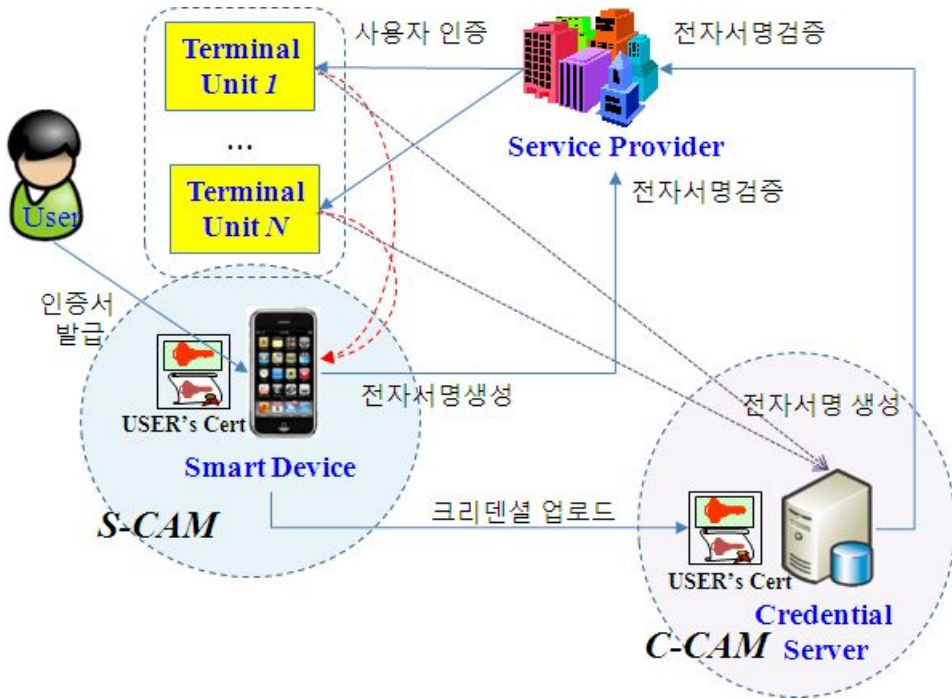 사용자 인증
전자서명검증
Terminal
Unit 1
...
Terminal
Unit N
Service Provider
전자서명검증
User
인증서
발급
USER's Cert
전자서명생성
Smart Device
S-CAM
크리덴셜 업로드
전자서명 생성
USER's Cert
Credential
Server
C-CAM